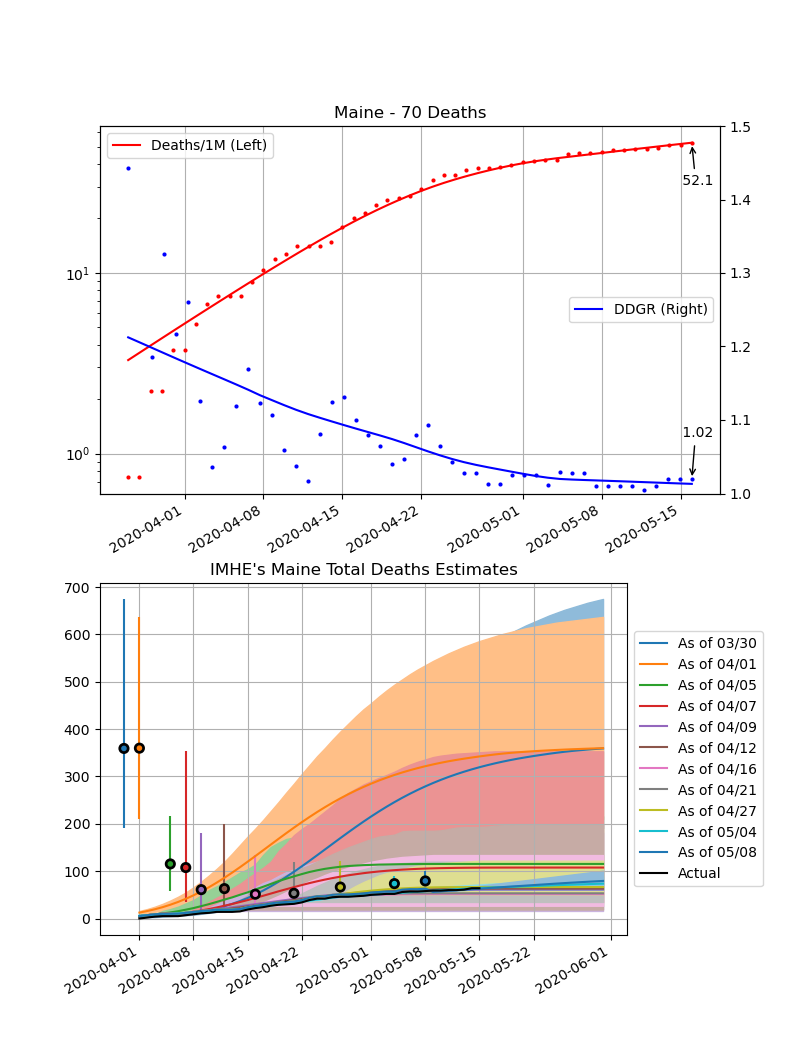 Maine - 70 Deaths
Deaths/1M (Left)
DDGR (Right)
52.1
1.02
10¹
10⁰
1.5
1.4
1.3
1.2
1.1
1.0
2020-04-01
2020-04-08
2020-04-15
2020-04-22
2020-05-01
2020-05-08
2020-05-15
IMHE's Maine Total Deaths Estimates
700
600
500
400
300
200
100
0
2020-04-01
2020-04-08
2020-04-15
2020-04-22
2020-05-01
2020-05-08
2020-05-15
2020-05-22
2020-06-01
As of 03/30
As of 04/01
As of 04/05
As of 04/07
As of 04/09
As of 04/12
As of 04/16
As of 04/21
As of 04/27
As of 05/04
As of 05/08
Actual